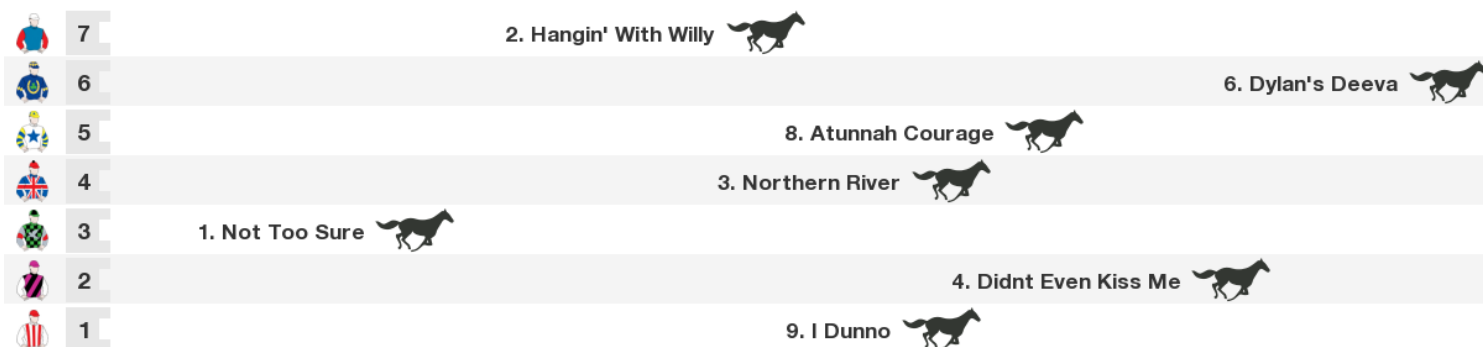 7 2. Hangin' With Willy
6 6. Dylan's Deeva
5 8. Atunnah Courage
4 3. Northern River
3 1. Not Too Sure
2 4. Didnt Even Kiss Me
1 9. I Dunno